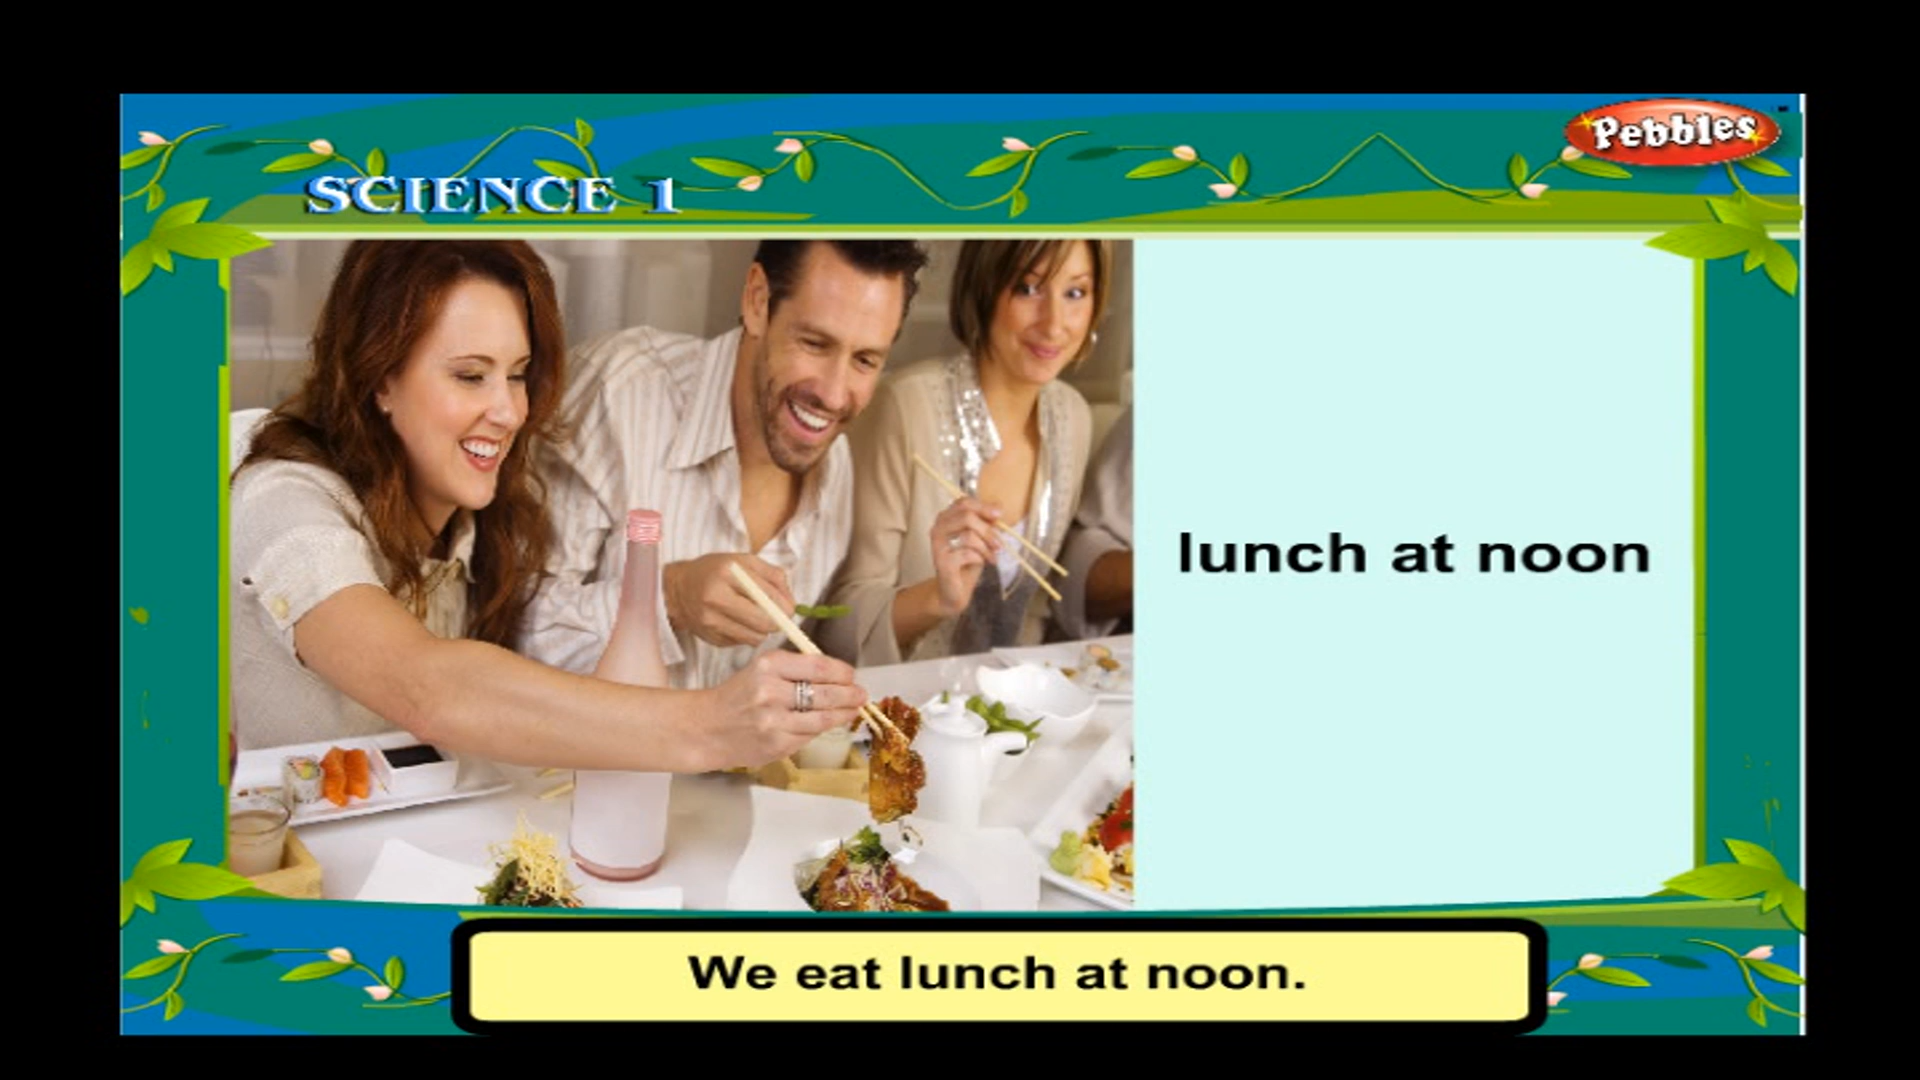 Pebbles
SCIENCE 1
lunch at noon
We eat lunch at noon.